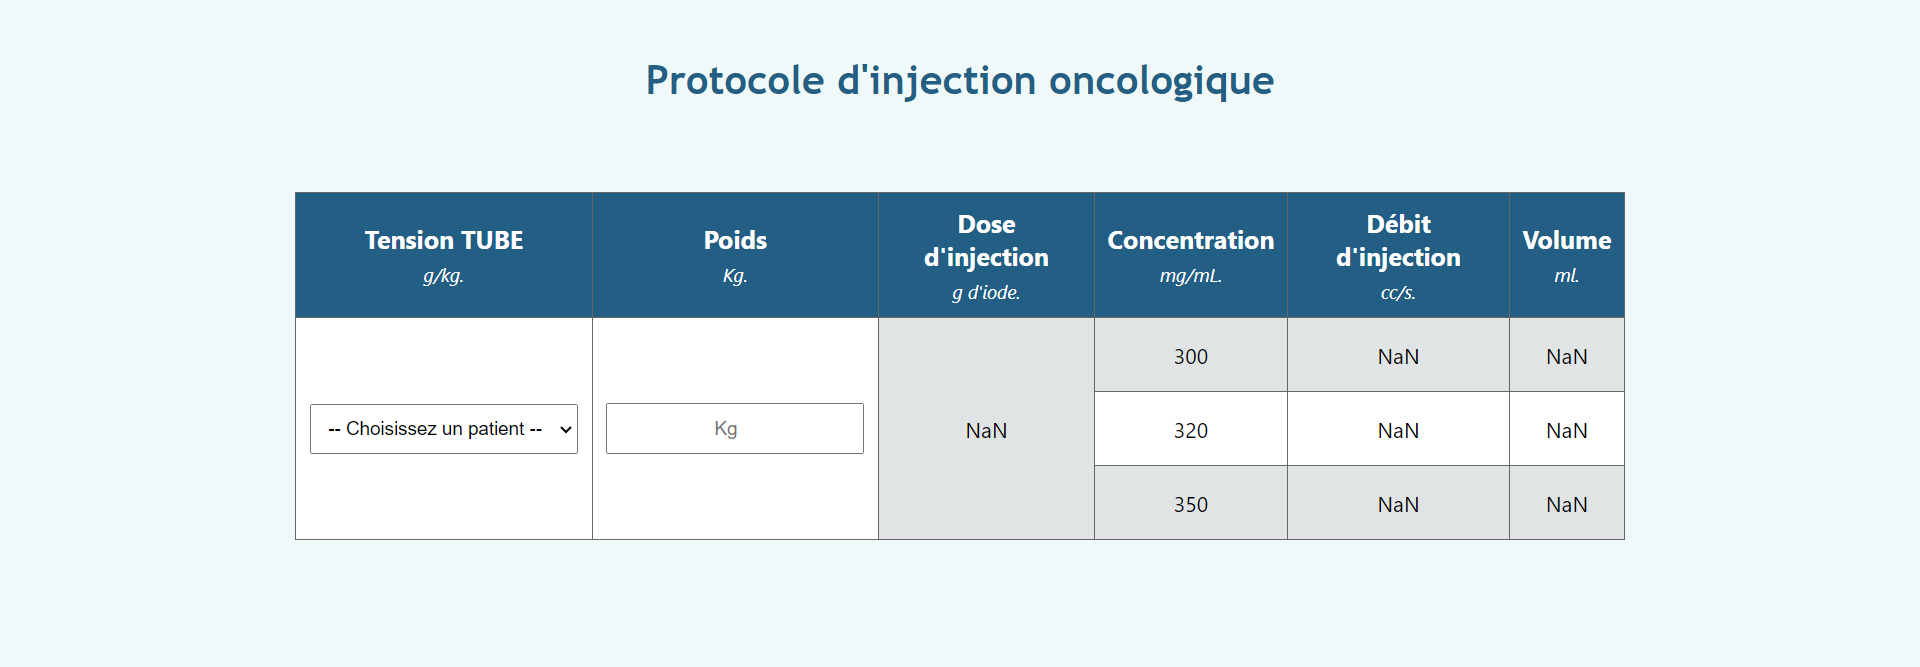 Protocole d'injection oncologique
Tension TUBE
g/kg.
Poids
Kg.
Dose
d'injection
g d'iode.
Concentration
mg/mL.
Débit
d'injection
cc/s.
Volume
ml.
-- Choisissez un patient --
Kg
NaN
300
NaN
NaN
320
NaN
NaN
350
NaN
NaN